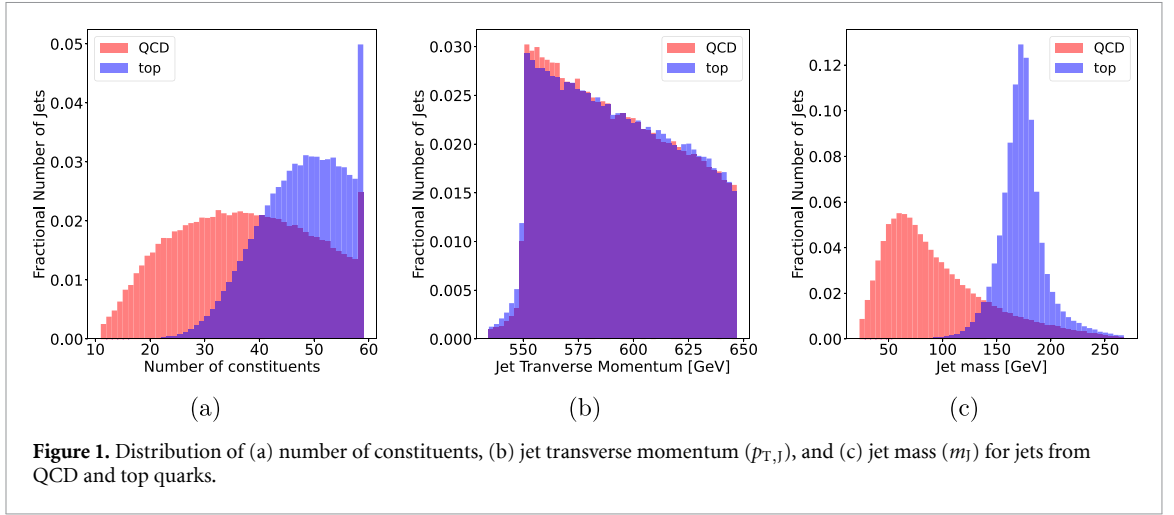 0.05
0.04
0.03
0.02
0.01
0.00
Fractional Number of Jets
QCD
top
10 20 30 40 50 60
Number of constituents
(a)
0.030
0.025
0.020
0.015
0.010
0.005
0.000
Fractional Number of Jets
QCD
top
550 575 600 625 650
Jet Tranverse Momentum [GeV]
(b)
0.12
0.10
0.08
0.06
0.04
0.02
0.00
Fractional Number of Jets
QCD
top
50 100 150 200 250
Jet mass [GeV]
(c)
Figure 1. Distribution of (a) number of constituents, (b) jet transverse momentum (p_T,J), and (c) jet mass (m_J) for jets from
QCD and top quarks.